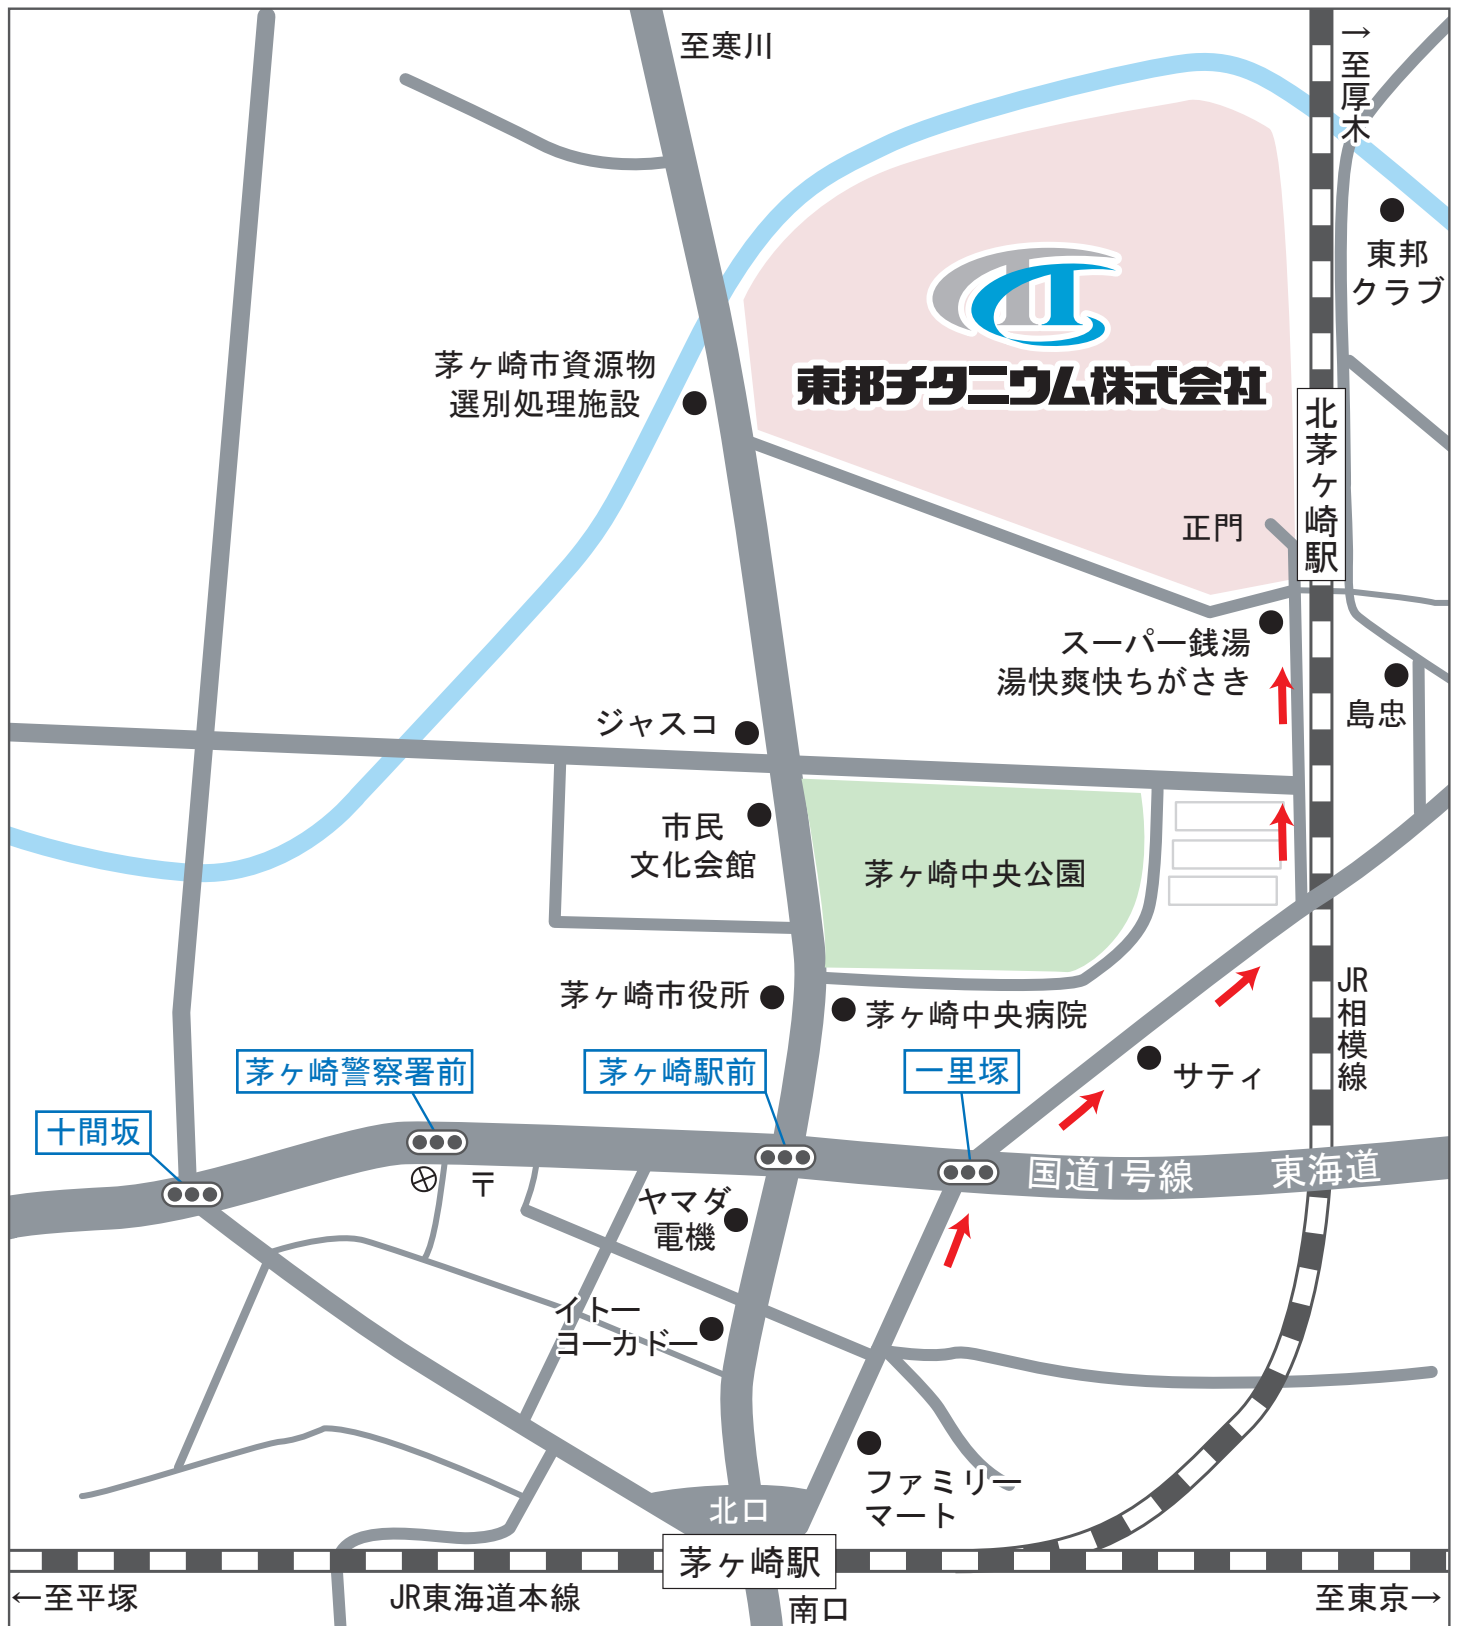 至寒川
→至厚木
東邦
クラブ
東邦チタニウム株式会社
茅ヶ崎市資源物
選別処理施設
北茅ヶ崎駅
正門
スーパー銭湯
湯快爽快ちがさき
島忠
ジャスコ
市民
文化会館
茅ヶ崎中央公園
茅ヶ崎市役所
茅ヶ崎中央病院
JR相模線
茅ヶ崎警察署前
茅ヶ崎駅前
一里塚
サティ
十間坂
国道1号線
東海道
〒
ヤマダ
電機
イトー
ヨーカドー
ファミリー
マート
北口
茅ヶ崎駅
←至平塚
JR東海道本線
南口
至東京→